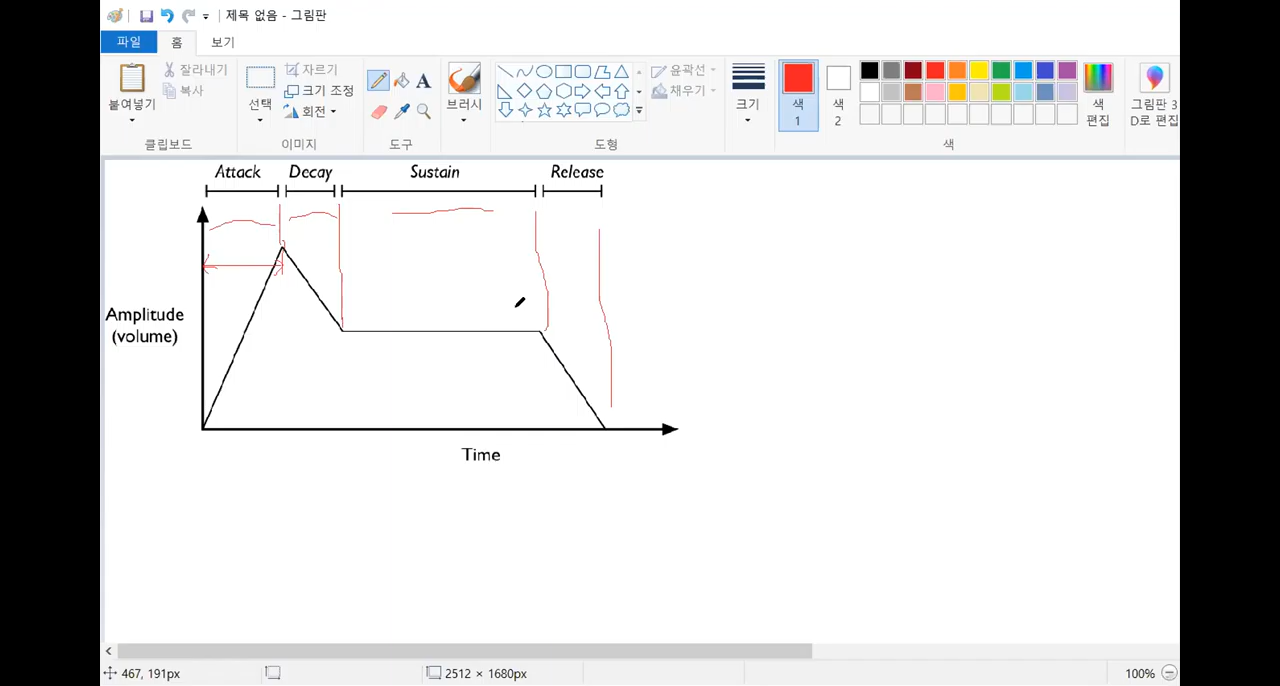 제목 없음 - 그림판
파일 홈 보기
붙여넣기
잘라내기
복사
클립보드
선택
자르기
크기 조정
회전
이미지
A
도구
브러시
윤곽선
채우기
도형
크기
색
1
색
2
색
편집
그림판 3
D로 편집
색
Attack Decay Sustain Release
Amplitude
(volume)
Time
467, 191px
2512 × 1680px
100%